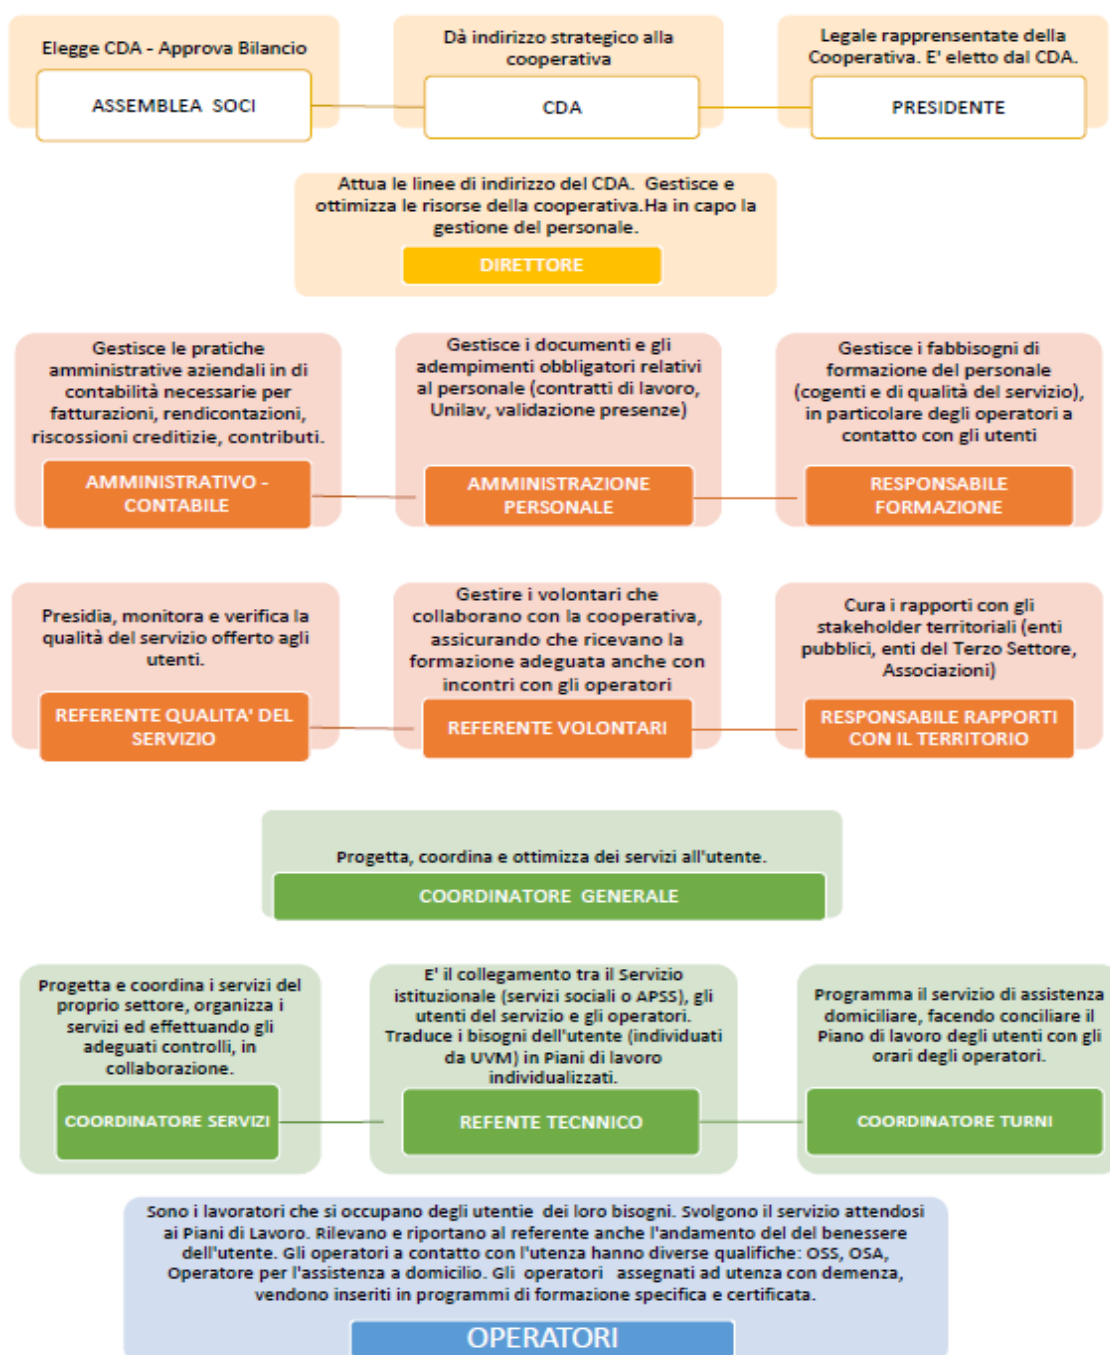 Elegge CDA - Approva Bilancio
ASSEMBLEA SOCI
Dà indirizzo strategico alla
cooperativa
CDA
Legale rapprensentate della
Cooperativa. E' eletto dal CDA.
PRESIDENTE
Attua le linee di indirizzo del CDA. Gestisce e
ottimizza le risorse della cooperativa.Ha in capo la
gestione del personale.
DIRETTORE
Gestisce le pratiche
amministrative aziendali in di
contabilità necessarie per
fatturazioni, rendicontazioni,
riscossioni creditizie, contributi.
AMMINISTRATIVO -
CONTABILE
Gestisce i documenti e gli
adempimenti obbligatori relativi
al personale (contratti di lavoro,
Unilav, validazione presenze)
AMMINISTRAZIONE
PERSONALE
Gestisce i fabbisogni di
formazione del personale
(cogenti e di qualità del servizio),
in particolare degli operatori a
contatto con gli utenti
RESPONSABILE
FORMAZIONE
Presidia, monitora e verifica la
qualità del servizio offerto agli
utenti.
REFERENTE QUALITA' DEL
SERVIZIO
Gestire i volontari che
collaborano con la cooperativa,
assicurando che ricevano la
formazione adeguata anche con
incontri con gli operatori
REFERENTE VOLONTARI
Cura i rapporti con gli
stakeholder territoriali (enti
pubblici, enti del Terzo Settore,
Associazioni)
RESPONSABILE RAPPORTI
CON IL TERRITORIO
Progetta, coordina e ottimizza dei servizi all'utente.
COORDINATORE GENERALE
Progetta e coordina i servizi del
proprio settore, organizza i
servizi ed effettuando gli
adeguati controlli, in
collaborazione.
COORDINATORE SERVIZI
E' il collegamento tra il Servizio
istituzionale (servizi sociali o APSS), gli
utenti del servizio e gli operatori.
Traduce i bisogni dell'utente (individuati
da UVM) in Piani di lavoro
individualizzati.
REFENTE TECNNICO
Programma il servizio di assistenza
domiciliare, facendo conciliare il
Piano di lavoro degli utenti con gli
orari degli operatori.
COORDINATORE TURNI
Sono i lavoratori che si occupano degli utentie dei loro bisogni. Svolgono il servizio attendosi
ai Piani di Lavoro. Rilevano e riportano al referente anche l'andamento del del benessere
dell'utente. Gli operatori a contatto con l'utenza hanno diverse qualifiche: OSS, OSA,
Operatore per l'assistenza a domicilio. Gli operatori assegnati ad utenza con demenza,
vendono inseriti in programmi di formazione specifica e certificata.
OPERATORI